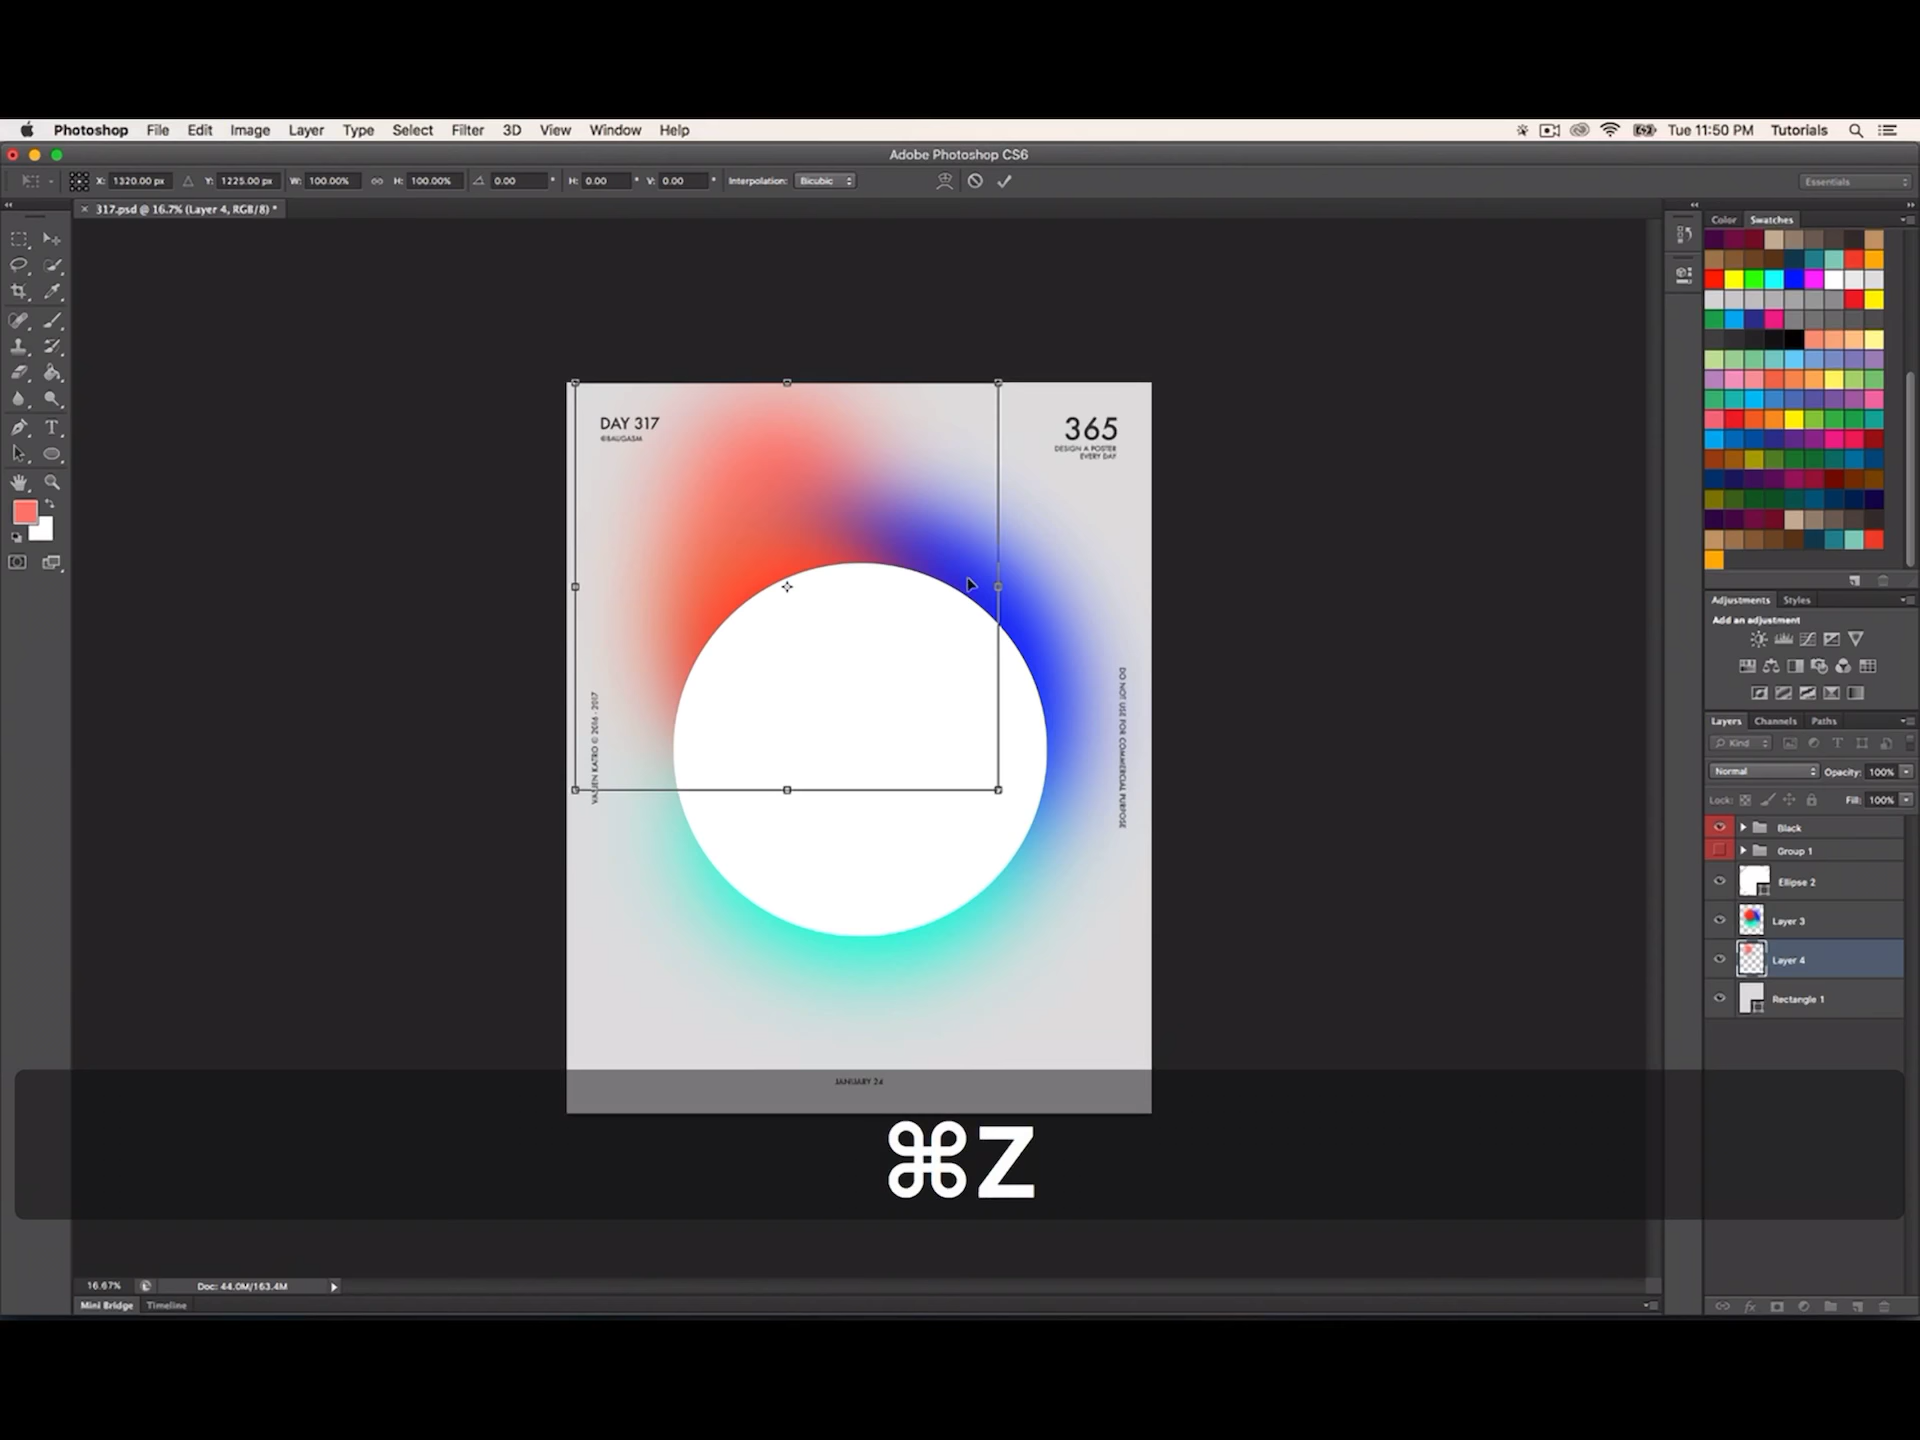 Photoshop File Edit Image Layer Type Select Filter 3D View Window Help
Tue 11:50 PM Tutorials
Adobe Photoshop CS6
X: 1320.00 px Y: 1225.00 px W: 100.00% H: 100.00% 0.00 ° H: 0.00 ° V: 0.00 ° Interpolation: Bicubic
Essentials
× 317.psd @ 16.7% (Layer 4, RGB/8) *
Color Swatches
DAY 317
@BAUGASM
365
DESIGN A POSTER
EVERY DAY
VASJEN KATRO © 2016 - 2017
DO NOT USE FOR COMMERCIAL PURPOSE
JANUARY 24
⌘Z
Adjustments Styles
Add an adjustment
Layers Channels Paths
Kind
Normal Opacity: 100%
Lock: Fill: 100%
Black
Group 1
Ellipse 2
Layer 3
Layer 4
Rectangle 1
16.67% Doc: 44.0M/163.4M
Mini Bridge Timeline